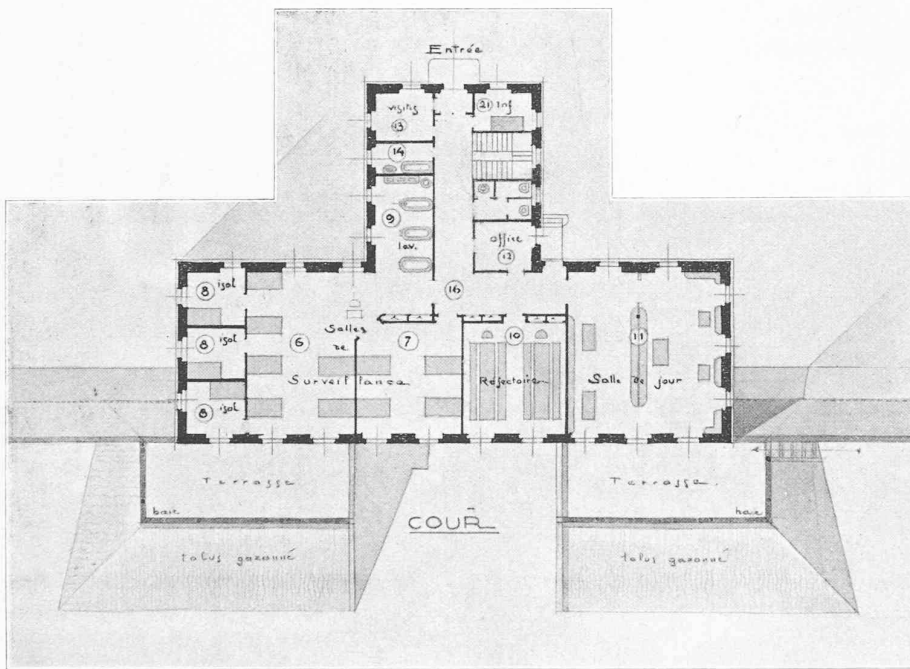 Entrée
visites
13
21 Inf
14
9
lav.
Office
12
16
8 isol
8 isol
8 isol
6
7
Salles
de
Surveillance
10
Réfectoire
11
Salle de jour
Terrasse
haie
talus gazonné
COUR
Terrasse
haie
talus gazonné